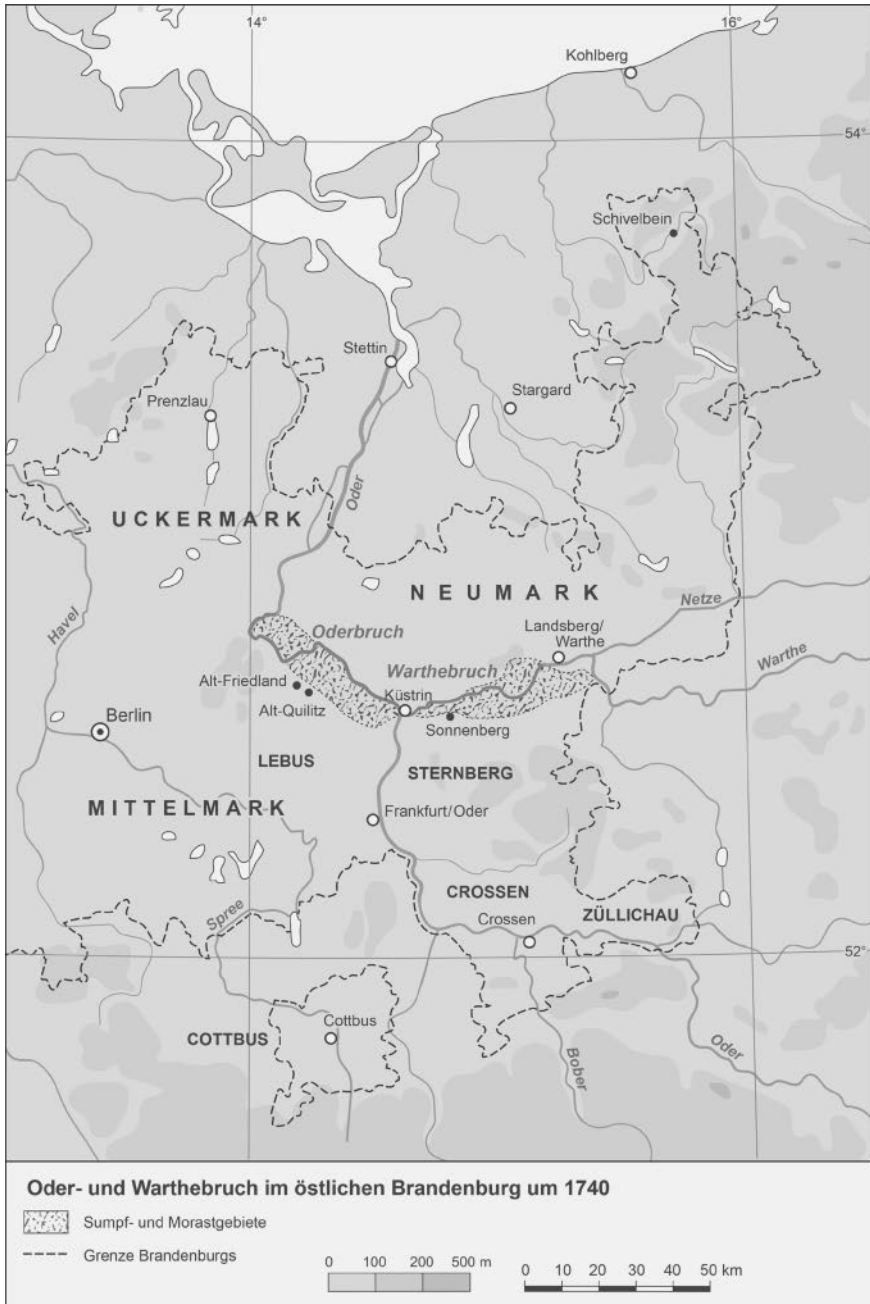 14°
16°
Kohlberg
54°
Schivelbein
Stettin
Prenzlau
Stargard
Oder
UCKERMARK
NEUMARK
Netze
Havel
Landsberg/
Warthe
Oderbruch
Warthebruch
Warthe
Alt-Friedland
Küstrin
Alt-Quilitz
Sonnenberg
Berlin
LEBUS
STERNBERG
MITTELMARK
Frankfurt/Oder
CROSSEN
ZÜLLICHAU
Spree
Crossen
52°
Cottbus
COTTBUS
Bober
Oder
Oder- und Warthebruch im östlichen Brandenburg um 1740
Sumpf- und Morastgebiete
Grenze Brandenburgs
0 100 200 500 m
0 10 20 30 40 50 km